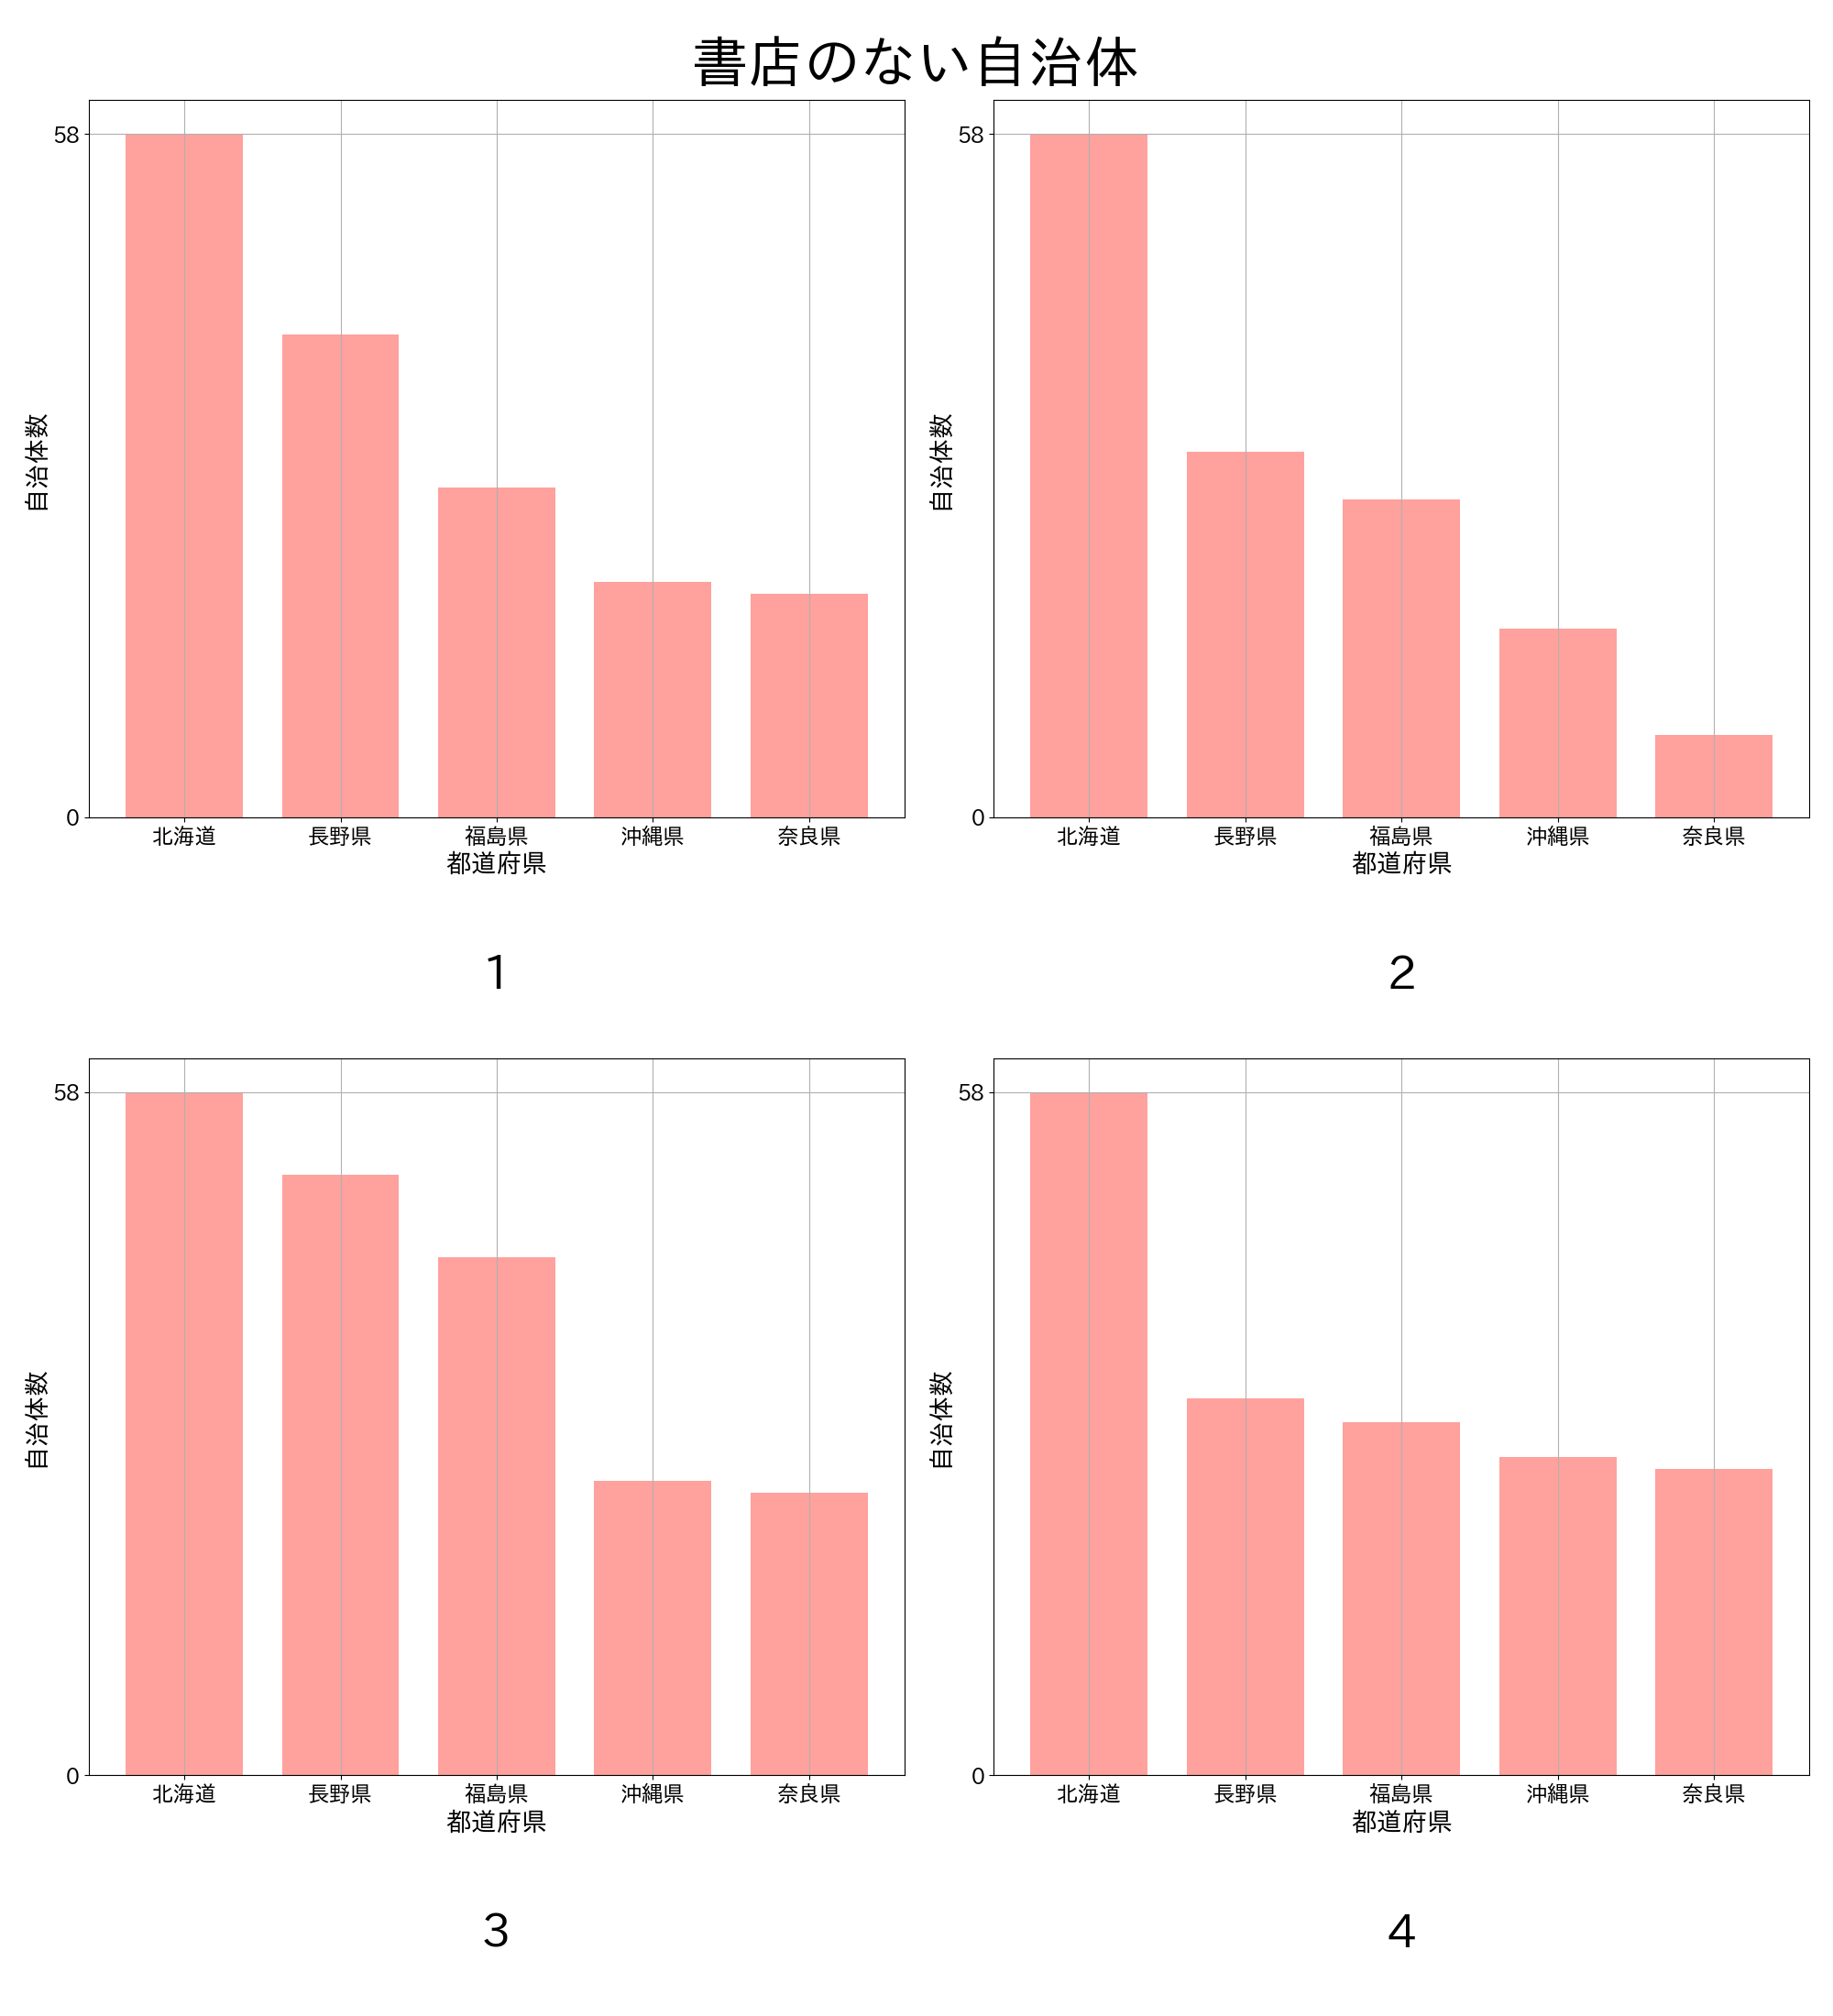 書店のない自治体
58
0
自治体数
北海道 長野県 福島県 沖縄県 奈良県
都道府県
1
58
0
自治体数
北海道 長野県 福島県 沖縄県 奈良県
都道府県
2
58
0
自治体数
北海道 長野県 福島県 沖縄県 奈良県
都道府県
3
58
0
自治体数
北海道 長野県 福島県 沖縄県 奈良県
都道府県
4